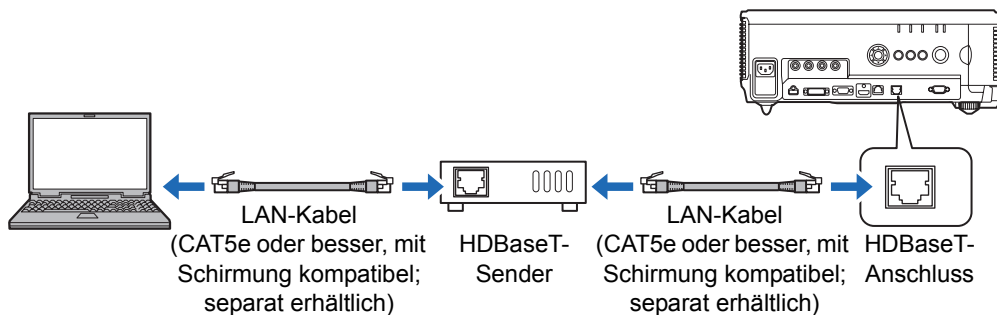 LAN-Kabel
(CAT5e oder besser, mit
Schirmung kompatibel;
separat erhältlich)
HDBaseT-
Sender
LAN-Kabel
(CAT5e oder besser, mit
Schirmung kompatibel;
separat erhältlich)
HDBaseT-
Anschluss